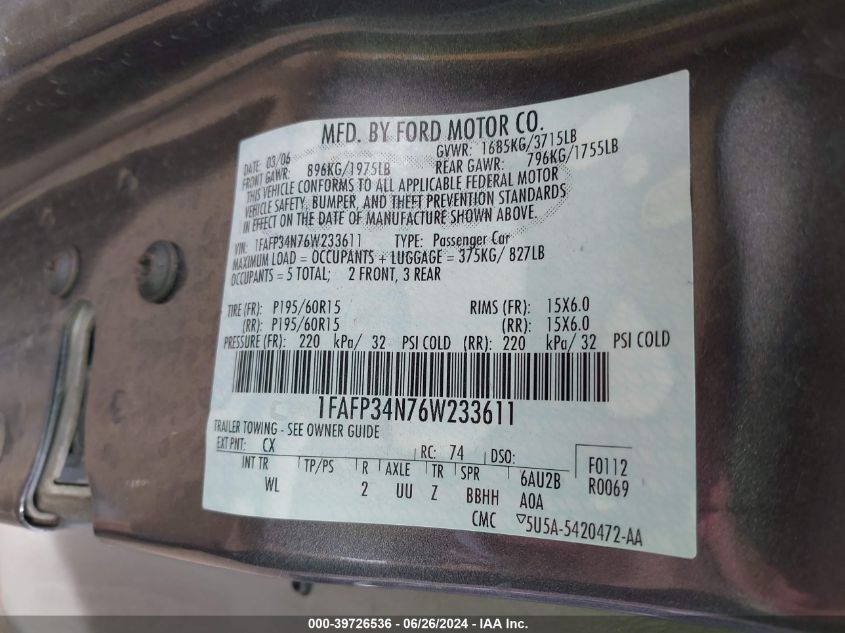 MFD. BY FORD MOTOR CO.
DATE: 03/06 GVWR: 1685KG/3715LB
FRONT GAWR: 896KG/1975LB REAR GAWR: 796KG/1755LB
THIS VEHICLE CONFORMS TO ALL APPLICABLE FEDERAL MOTOR
VEHICLE SAFETY, BUMPER, AND THEFT PREVENTION STANDARDS
IN EFFECT ON THE DATE OF MANUFACTURE SHOWN ABOVE.
VIN: 1FAFP34N76W233611 TYPE: Passenger Car
MAXIMUM LOAD = OCCUPANTS + LUGGAGE = 375KG/ 827LB
OCCUPANTS = 5 TOTAL; 2 FRONT, 3 REAR
TIRE (FR): P195/60R15 RIMS (FR): 15X6.0
(RR): P195/60R15 (RR): 15X6.0
PRESSURE (FR): 220 kPa/ 32 PSI COLD (RR): 220 kPa/ 32 PSI COLD
1FAFP34N76W233611
TRAILER TOWING - SEE OWNER GUIDE
EXT PNT: CX RC: 74 DSO: F0112
INT TR TP/PS R AXLE TR SPR 6AU2B R0069
WL 2 UU Z BBHH A0A
CMC ▽5U5A-5420472-AA
000-39726536 - 06/26/2024 - IAA Inc.